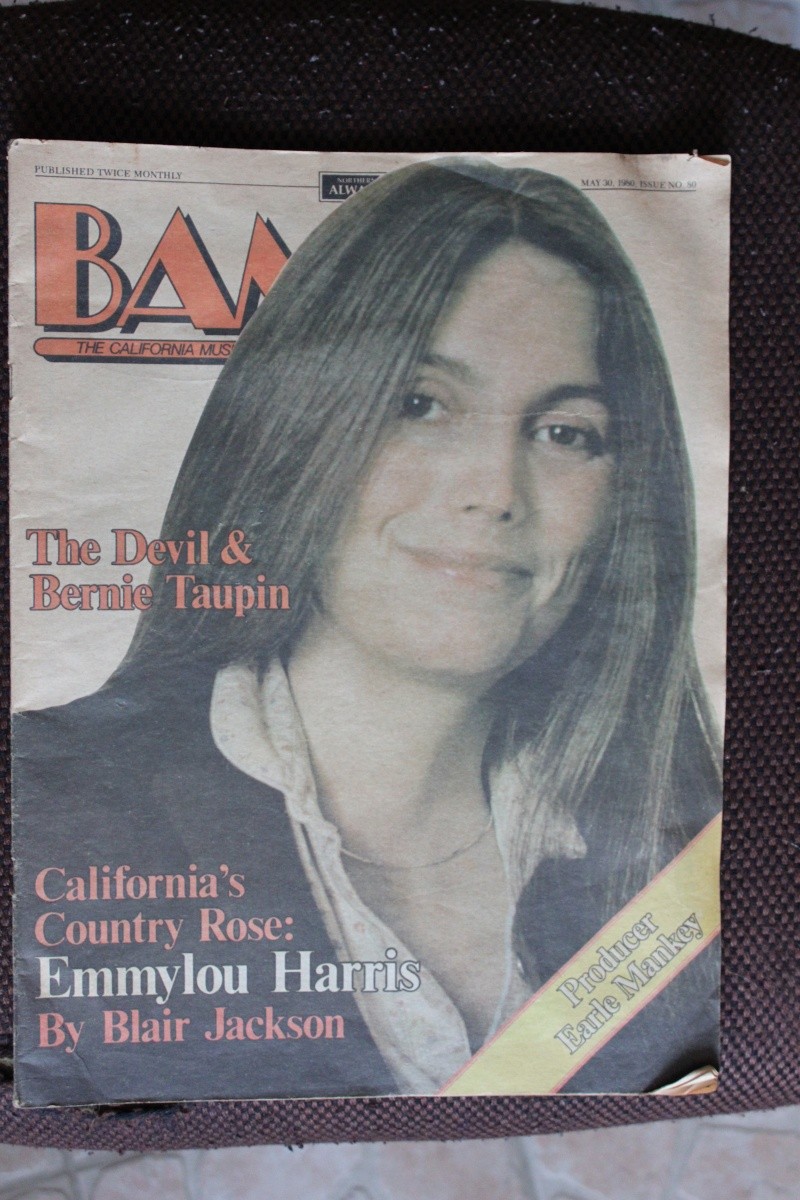 PUBLISHED TWICE MONTHLY
NORTHERN
MAY 30, 1980, ISSUE NO. 80
BAM
THE CALIFORNIA
The Devil &
Bernie Taupin
California's
Country Rose:
Emmylou Harris
By Blair Jackson
Producer
Earle Mankey